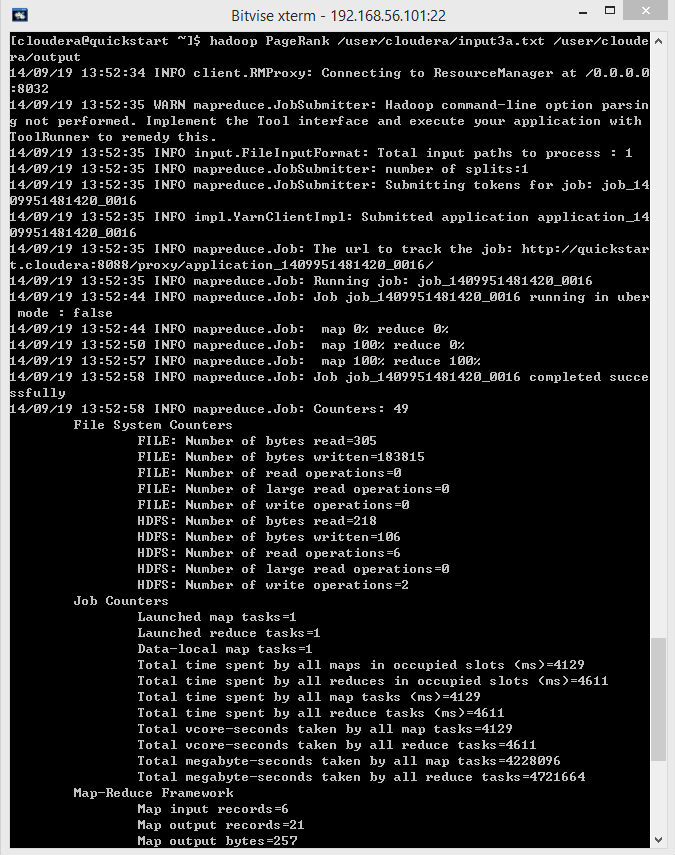 Bitvise xterm - 192.168.56.101:22
[cloudera@quickstart ~]$ hadoop PageRank /user/cloudera/input3a.txt /user/cloude
ra/output
14/09/19 13:52:34 INFO client.RMProxy: Connecting to ResourceManager at /0.0.0.0
:8032
14/09/19 13:52:35 WARN mapreduce.JobSubmitter: Hadoop command-line option parsin
g not performed. Implement the Tool interface and execute your application with
ToolRunner to remedy this.
14/09/19 13:52:35 INFO input.FileInputFormat: Total input paths to process : 1
14/09/19 13:52:35 INFO mapreduce.JobSubmitter: number of splits:1
14/09/19 13:52:35 INFO mapreduce.JobSubmitter: Submitting tokens for job: job_14
09951481420_0016
14/09/19 13:52:35 INFO impl.YarnClientImpl: Submitted application application_14
09951481420_0016
14/09/19 13:52:35 INFO mapreduce.Job: The url to track the job: http://quickstar
t.cloudera:8088/proxy/application_1409951481420_0016/
14/09/19 13:52:35 INFO mapreduce.Job: Running job: job_1409951481420_0016
14/09/19 13:52:44 INFO mapreduce.Job: Job job_1409951481420_0016 running in uber
 mode : false
14/09/19 13:52:44 INFO mapreduce.Job:  map 0% reduce 0%
14/09/19 13:52:50 INFO mapreduce.Job:  map 100% reduce 0%
14/09/19 13:52:57 INFO mapreduce.Job:  map 100% reduce 100%
14/09/19 13:52:58 INFO mapreduce.Job: Job job_1409951481420_0016 completed succe
ssfully
14/09/19 13:52:58 INFO mapreduce.Job: Counters: 49
File System Counters
FILE: Number of bytes read=305
FILE: Number of bytes written=183815
FILE: Number of read operations=0
FILE: Number of large read operations=0
FILE: Number of write operations=0
HDFS: Number of bytes read=218
HDFS: Number of bytes written=106
HDFS: Number of read operations=6
HDFS: Number of large read operations=0
HDFS: Number of write operations=2
Job Counters
Launched map tasks=1
Launched reduce tasks=1
Data-local map tasks=1
Total time spent by all maps in occupied slots (ms)=4129
Total time spent by all reduces in occupied slots (ms)=4611
Total time spent by all map tasks (ms)=4129
Total time spent by all reduce tasks (ms)=4611
Total vcore-seconds taken by all map tasks=4129
Total vcore-seconds taken by all reduce tasks=4611
Total megabyte-seconds taken by all map tasks=4228096
Total megabyte-seconds taken by all reduce tasks=4721664
Map-Reduce Framework
Map input records=6
Map output records=21
Map output bytes=257